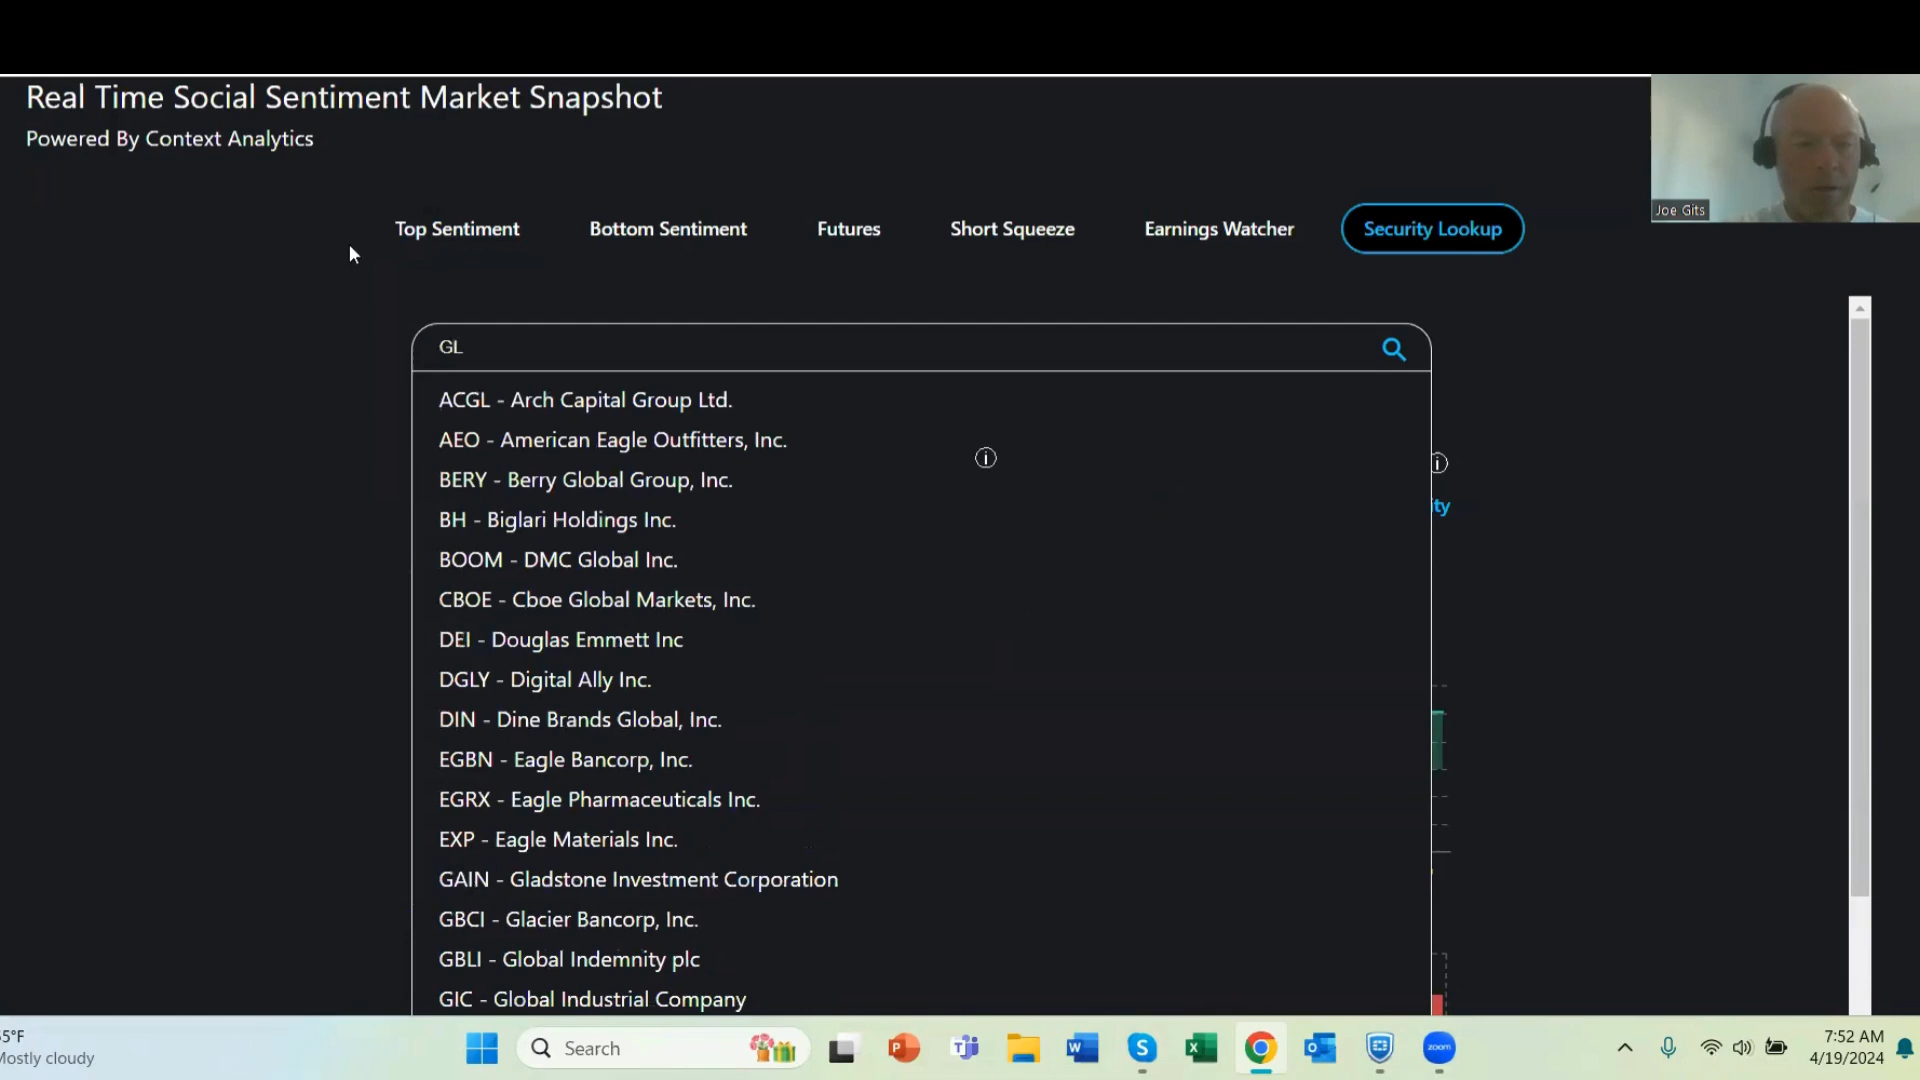 Real Time Social Sentiment Market Snapshot
Powered By Context Analytics
Joe Gits
Top Sentiment
Bottom Sentiment
Futures
Short Squeeze
Earnings Watcher
Security Lookup
GL
ACGL - Arch Capital Group Ltd.
AEO - American Eagle Outfitters, Inc.
BERY - Berry Global Group, Inc.
BH - Biglari Holdings Inc.
BOOM - DMC Global Inc.
CBOE - Cboe Global Markets, Inc.
DEI - Douglas Emmett Inc
DGLY - Digital Ally Inc.
DIN - Dine Brands Global, Inc.
EGBN - Eagle Bancorp, Inc.
EGRX - Eagle Pharmaceuticals Inc.
EXP - Eagle Materials Inc.
GAIN - Gladstone Investment Corporation
GBCI - Glacier Bancorp, Inc.
GBLI - Global Indemnity plc
GIC - Global Industrial Company
ity
5°F
Mostly cloudy
Search
zoom
7:52 AM
4/19/2024